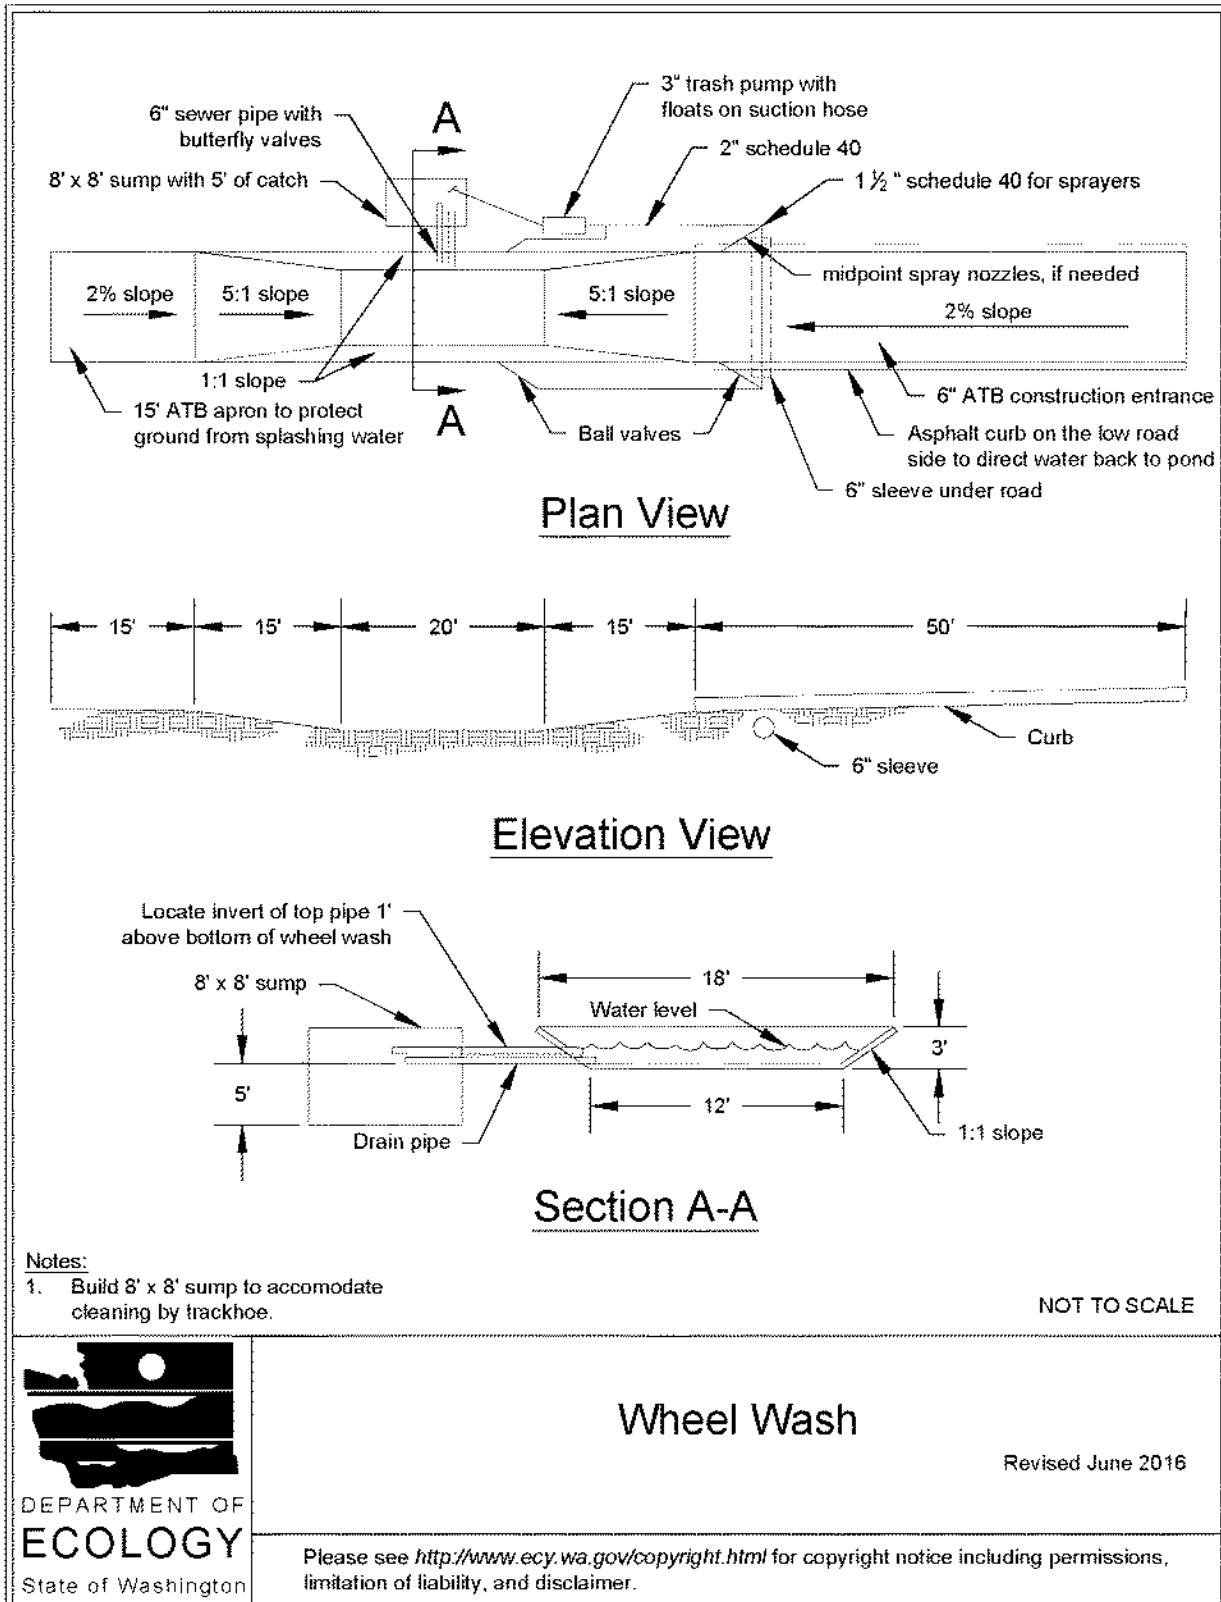 3" trash pump with
floats on suction hose
6" sewer pipe with
butterfly valves
A
2" schedule 40
8' x 8' sump with 5' of catch
1 ½ " schedule 40 for sprayers
midpoint spray nozzles, if needed
2% slope
5:1 slope
5:1 slope
2% slope
1:1 slope
6" ATB construction entrance
15' ATB apron to protect
ground from splashing water
A
Ball valves
Asphalt curb on the low road
side to direct water back to pond
6" sleeve under road
Plan View
15'
15'
20'
15'
50'
Curb
6" sleeve
Elevation View
Locate invert of top pipe 1'
above bottom of wheel wash
8' x 8' sump
18'
Water level
3'
5'
12'
Drain pipe
1:1 slope
Section A-A
Notes:
1. Build 8' x 8' sump to accomodate
cleaning by trackhoe.
NOT TO SCALE
Wheel Wash
Revised June 2016
DEPARTMENT OF
ECOLOGY
State of Washington
Please see http://www.ecy.wa.gov/copyright.html for copyright notice including permissions,
limitation of liability, and disclaimer.